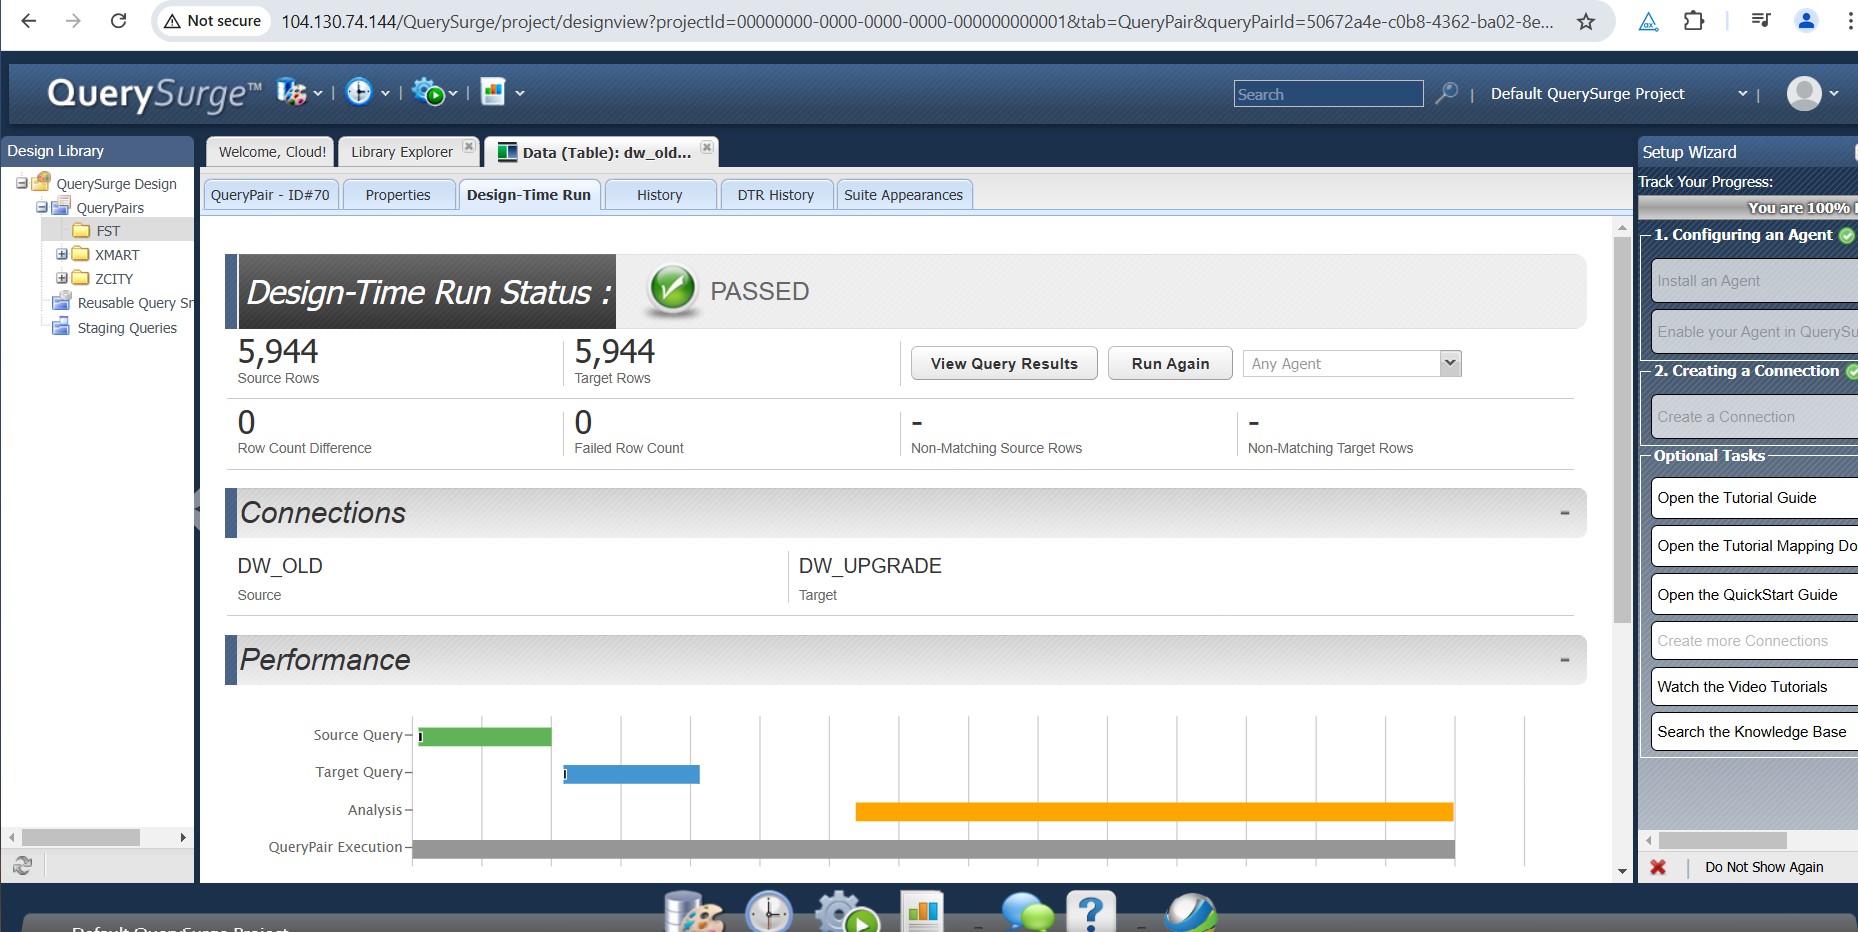 Not secure
104.130.74.144/QuerySurge/project/designview?projectId=00000000-0000-0000-0000-000000000001&tab=QueryPair&queryPairId=50672a4e-c0b8-4362-ba02-8e...
QuerySurge™
Search
Default QuerySurge Project
Design Library
QuerySurge Design
QueryPairs
FST
XMART
ZCITY
Reusable Query Sn
Staging Queries
Welcome, Cloud!
Library Explorer
Data (Table): dw_old...
QueryPair - ID#70
Properties
Design-Time Run
History
DTR History
Suite Appearances
Design-Time Run Status :
PASSED
5,944
Source Rows
5,944
Target Rows
View Query Results
Run Again
Any Agent
0
Row Count Difference
0
Failed Row Count
-
Non-Matching Source Rows
-
Non-Matching Target Rows
Connections
-
DW_OLD
Source
DW_UPGRADE
Target
Performance
-
Source Query
Target Query
Analysis
QueryPair Execution
Setup Wizard
Track Your Progress:
You are 100%
1. Configuring an Agent
Install an Agent
Enable your Agent in QuerySu
2. Creating a Connection
Create a Connection
Optional Tasks
Open the Tutorial Guide
Open the Tutorial Mapping Do
Open the QuickStart Guide
Create more Connections
Watch the Video Tutorials
Search the Knowledge Base
Do Not Show Again
Default QuerySurge Project